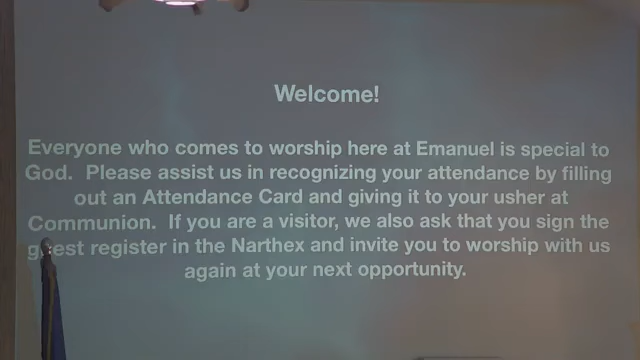 Welcome!
Everyone who comes to worship here at Emanuel is special to
God.  Please assist us in recognizing your attendance by filling
out an Attendance Card and giving it to your usher at
Communion.  If you are a visitor, we also ask that you sign the
guest register in the Narthex and invite you to worship with us
again at your next opportunity.